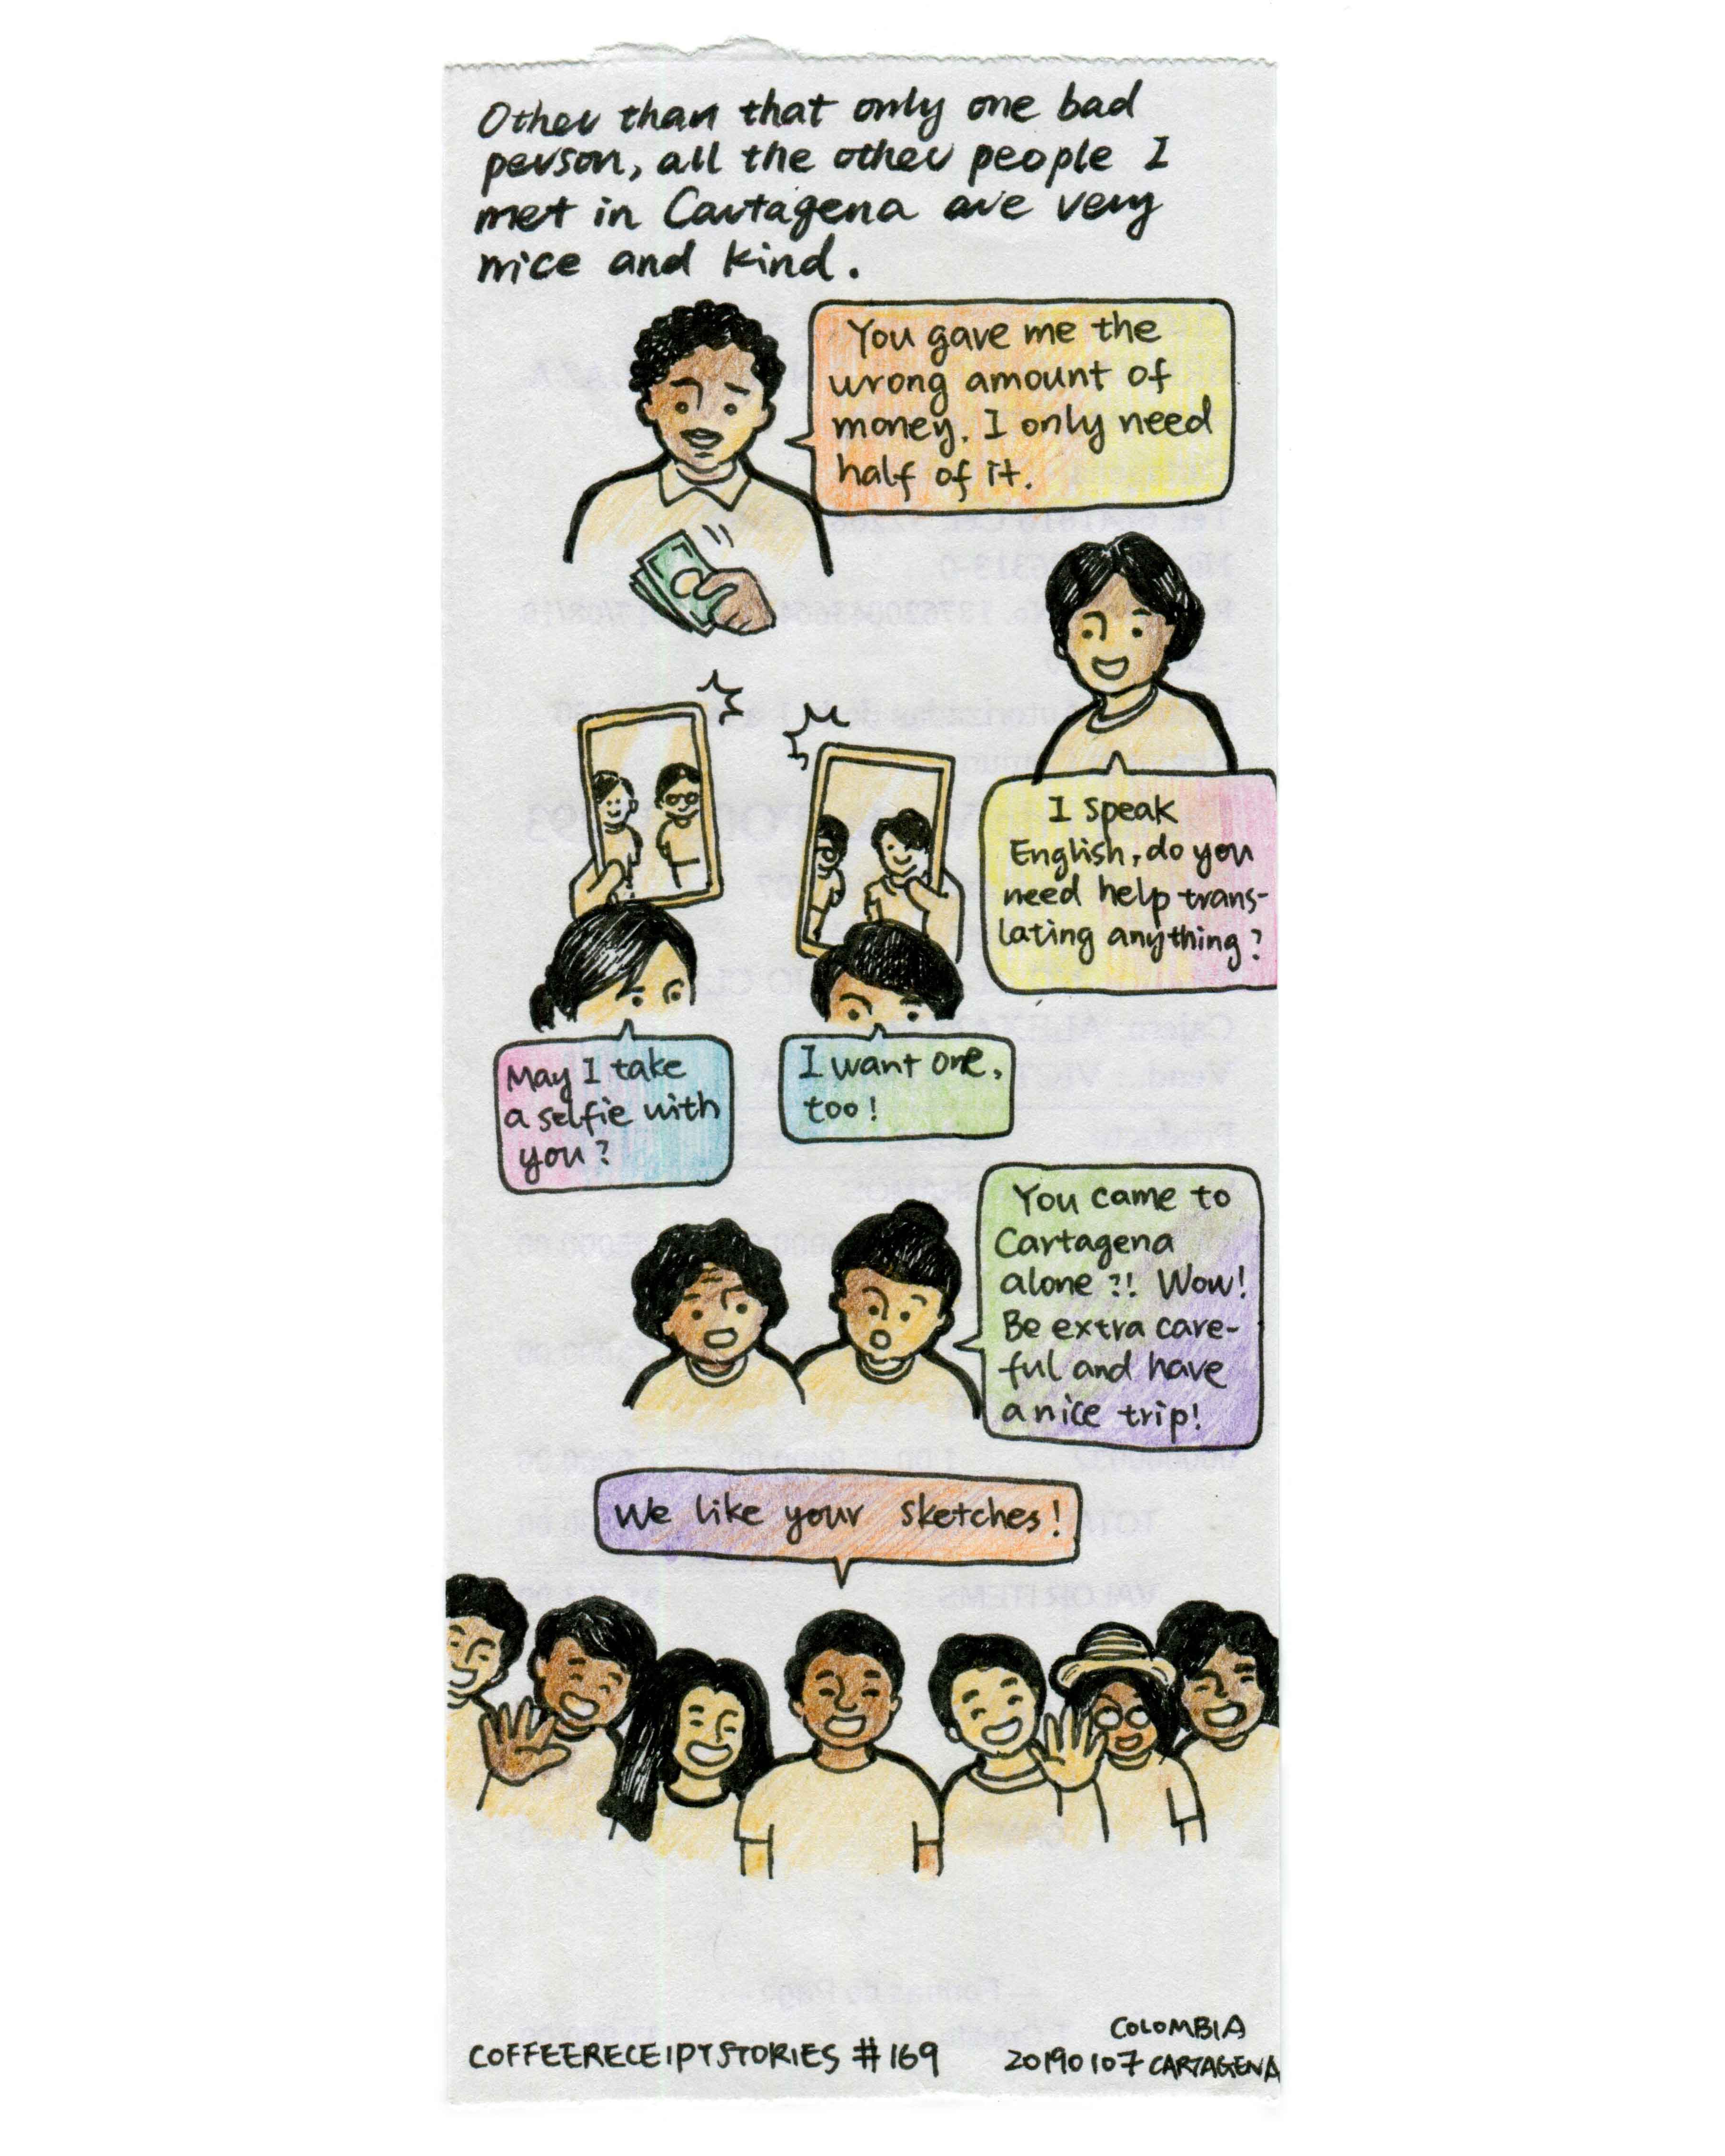 Other than that only one bad
person, all the other people I
met in Cartagena are very
nice and kind.
You gave me the
wrong amount of
money. I only need
half of it.
I speak
English, do you
need help trans-
lating anything?
May I take
a selfie with
you?
I want one,
too!
You came to
Cartagena
alone?! Wow!
Be extra care-
ful and have
a nice trip!
We like your sketches!
COFFEERECEIPTSTORIES #169
COLOMBIA
20190107 CARTAGENA